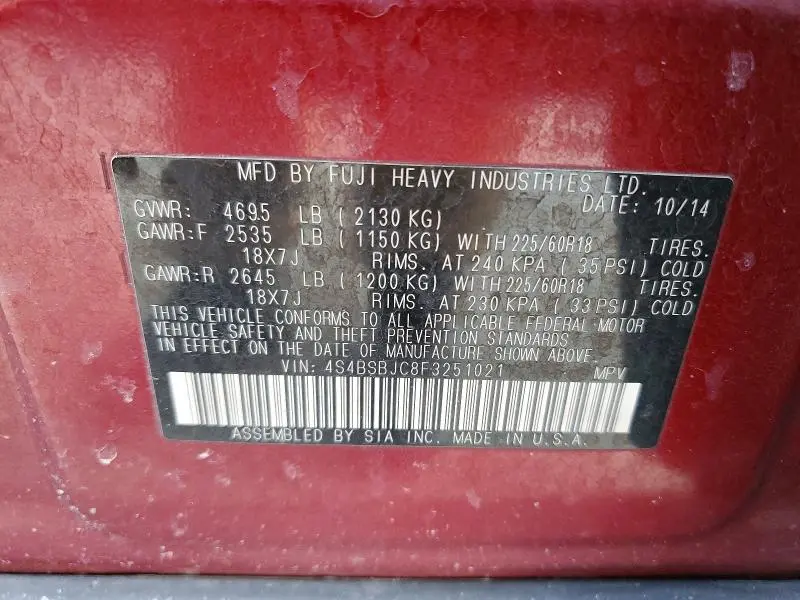 MFD BY FUJI HEAVY INDUSTRIES LTD.
DATE: 10/14
GVWR: 4695 LB ( 2130 KG)
GAWR:F 2535 LB ( 1150 KG) WITH 225/60R18 TIRES.
18X7J RIMS. AT 240 KPA ( 35 PSI) COLD
GAWR:R 2645 LB ( 1200 KG) WITH 225/60R18 TIRES.
18X7J RIMS. AT 230 KPA ( 33 PSI) COLD
THIS VEHICLE CONFORMS TO ALL APPLICABLE FEDERAL MOTOR
VEHICLE SAFETY AND THEFT PREVENTION STANDARDS
IN EFFECT ON THE DATE OF MANUFACTURE SHOWN ABOVE.
VIN: 4S4BSBJC8F3251021 MPV
ASSEMBLED BY SIA INC. MADE IN U.S.A.